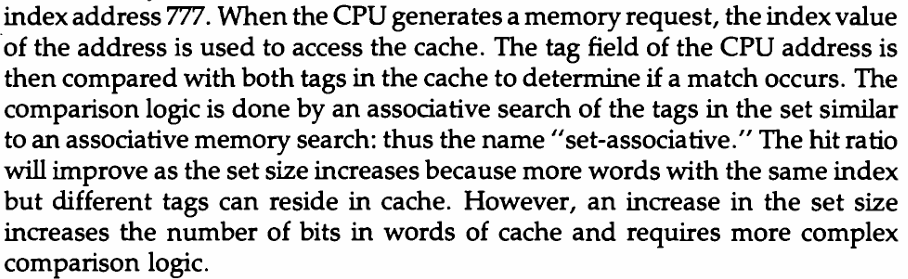 index address 777. When the CPU generates a memory request, the index value
of the address is used to access the cache. The tag field of the CPU address is
then compared with both tags in the cache to determine if a match occurs. The
comparison logic is done by an associative search of the tags in the set similar
to an associative memory search: thus the name "set-associative." The hit ratio
will improve as the set size increases because more words with the same index
but different tags can reside in cache. However, an increase in the set size
increases the number of bits in words of cache and requires more complex
comparison logic.